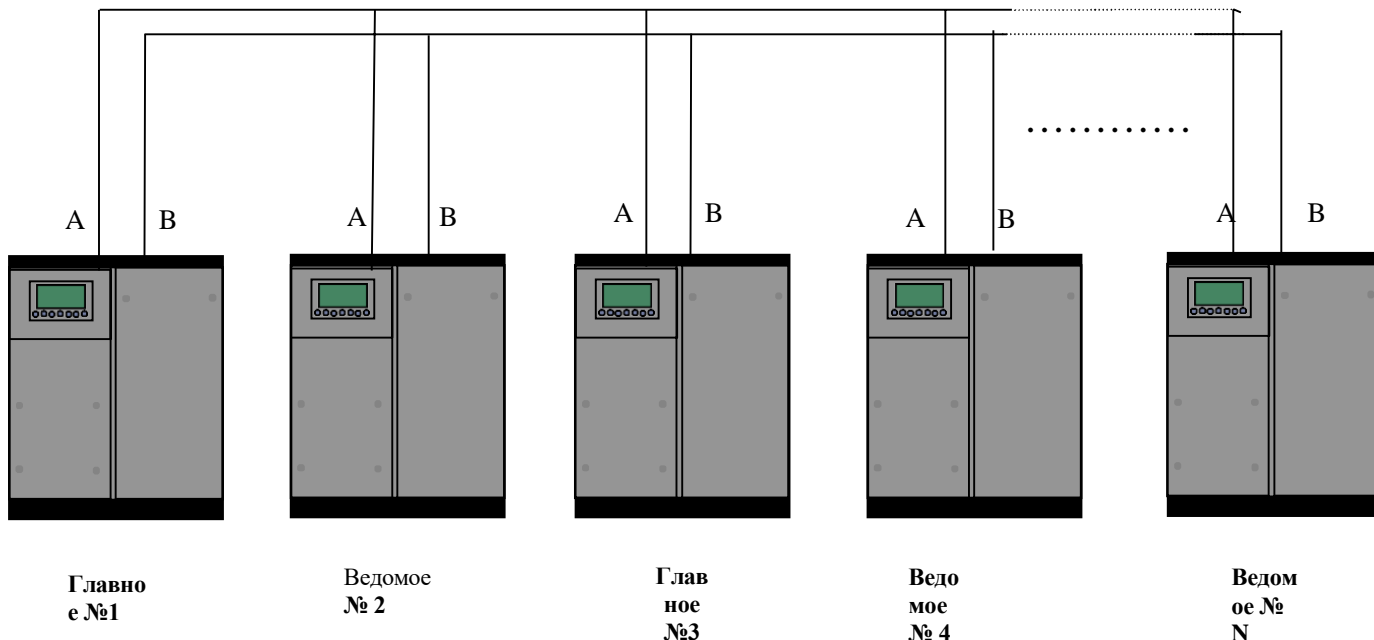 А В А В А В А В А В
............
Главно
е №1
Ведомое
№ 2
Глав
ное
№3
Ведо
мое
№ 4
Ведом
ое №
N